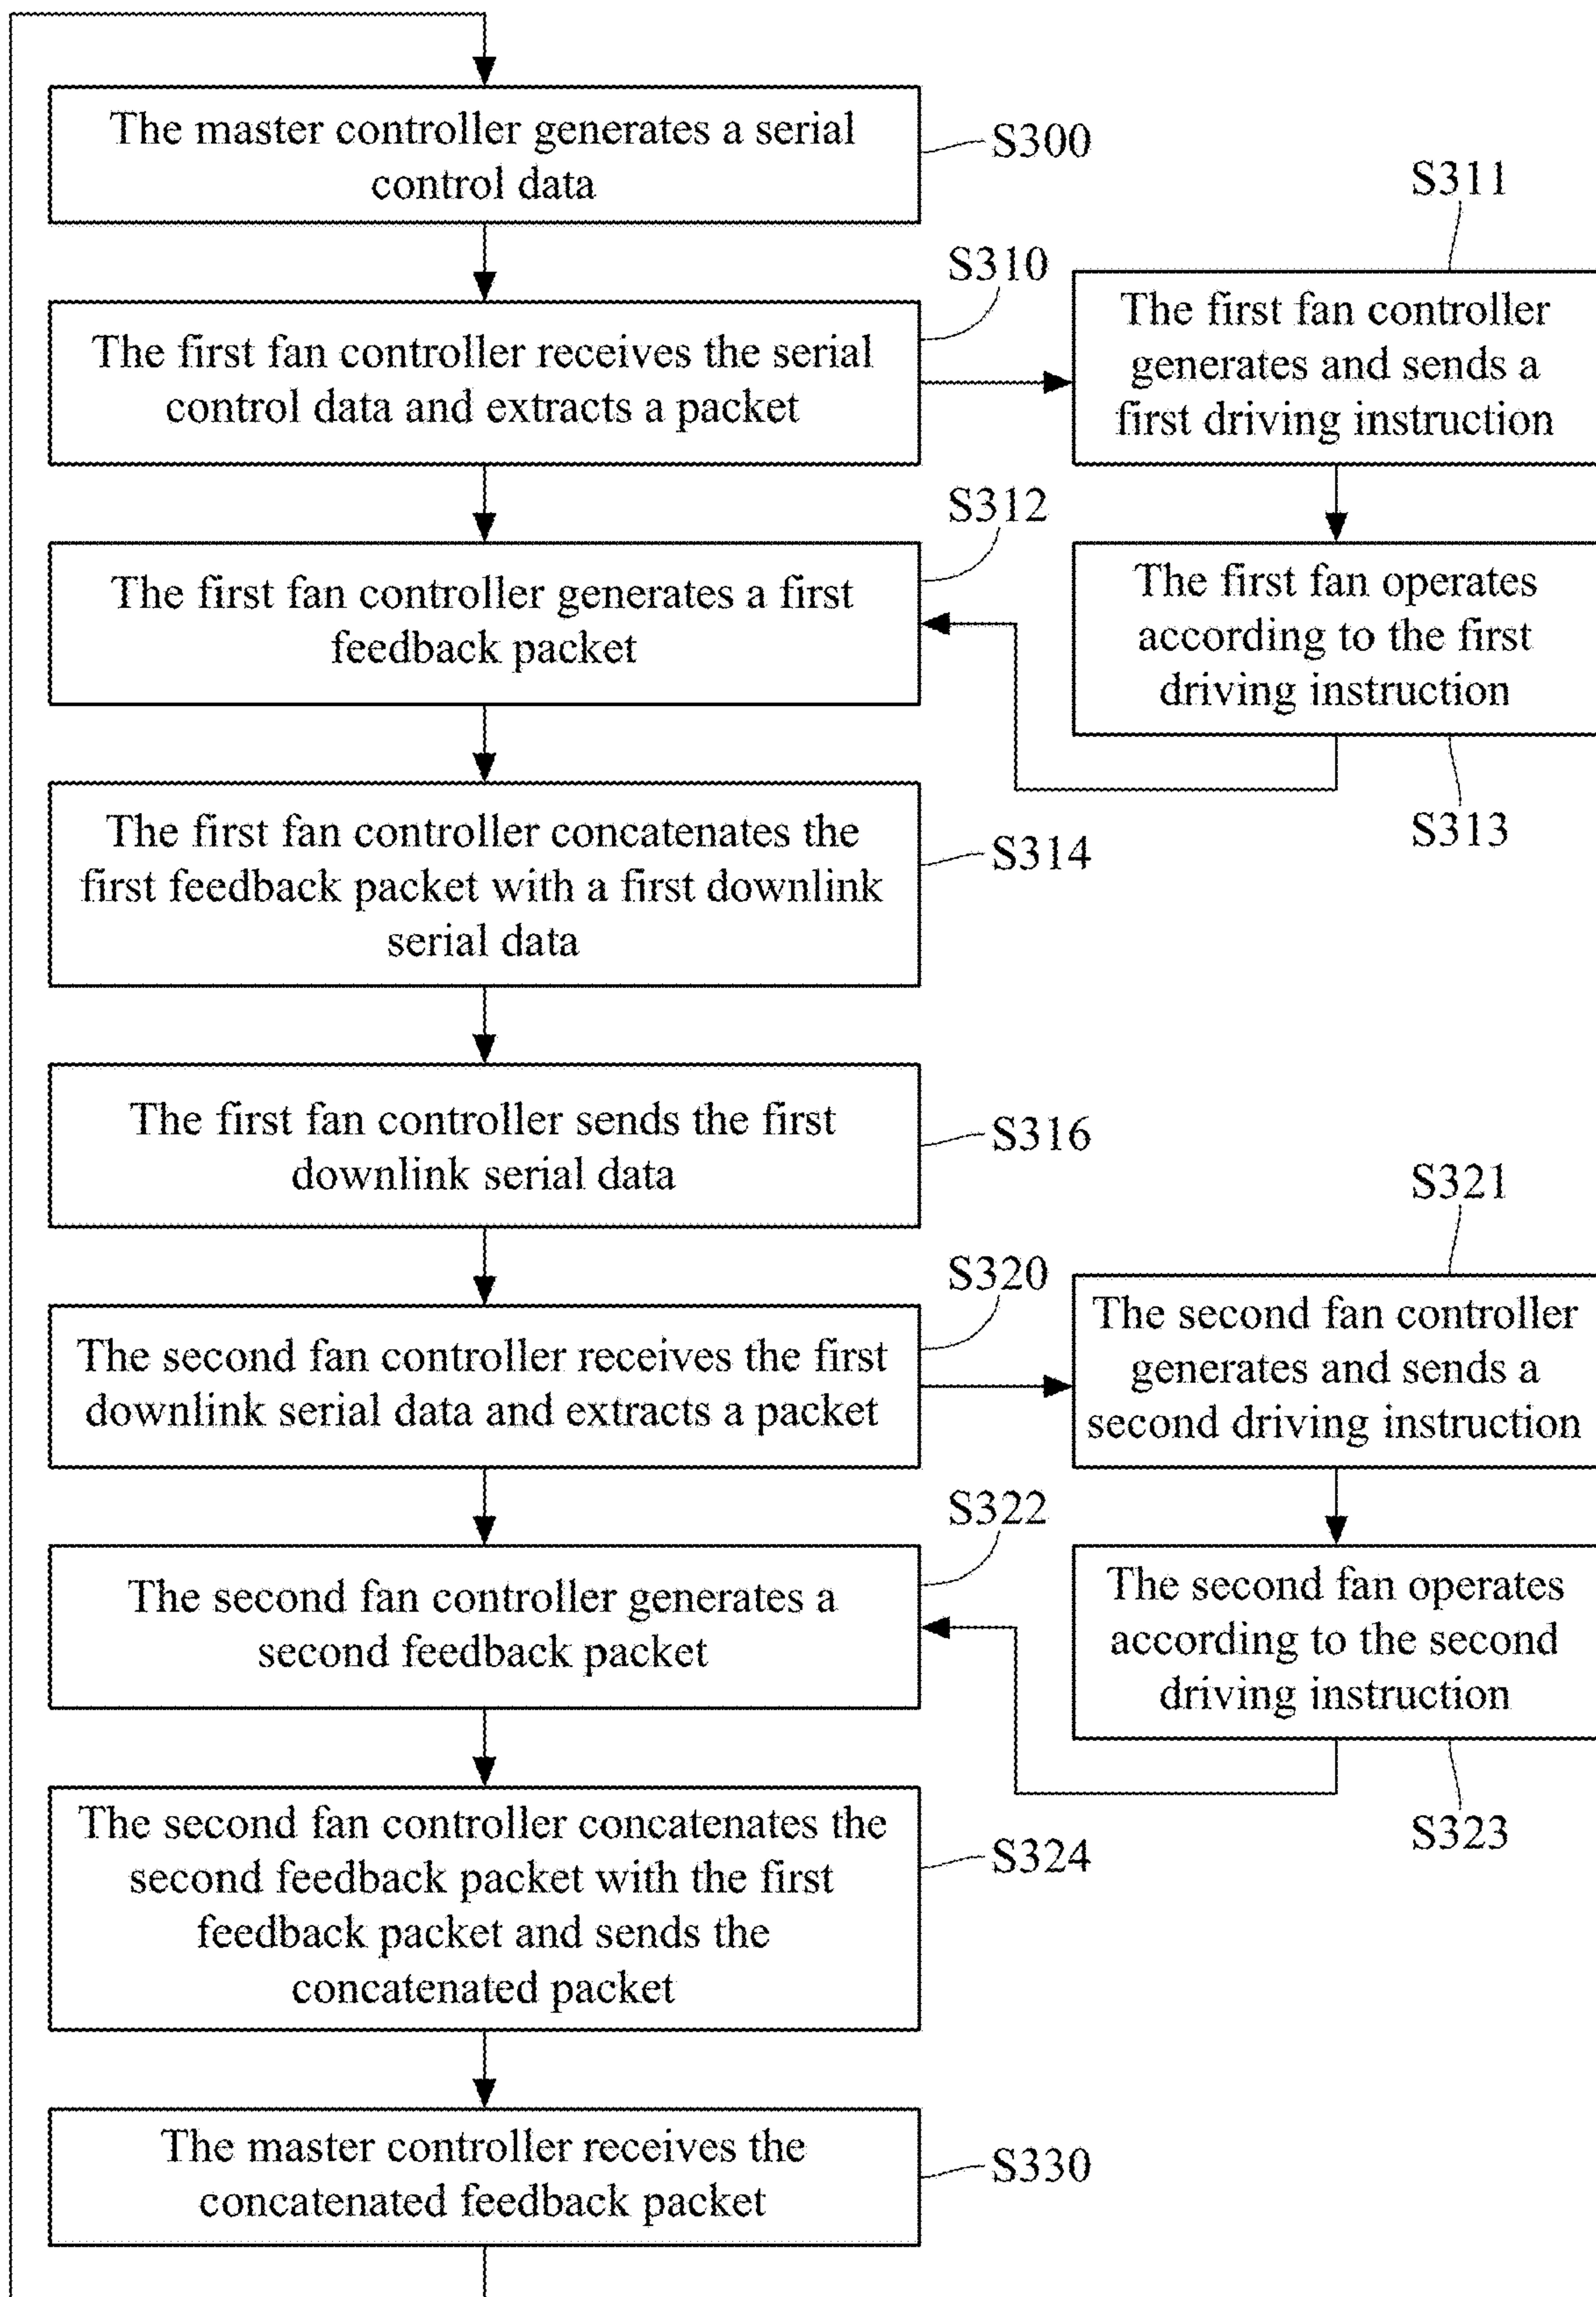 The master controller generates a serial
control data
S300
S311
S310
The first fan controller receives the serial
control data and extracts a packet
The first fan controller
generates and sends a
first driving instruction
S312
The first fan controller generates a first
feedback packet
The first fan operates
according to the first
driving instruction
S313
The first fan controller concatenates the
first feedback packet with a first downlink
serial data
S314
The first fan controller sends the first
downlink serial data
S316
S321
S320
The second fan controller receives the first
downlink serial data and extracts a packet
The second fan controller
generates and sends a
second driving instruction
S322
The second fan controller generates a
second feedback packet
The second fan operates
according to the second
driving instruction
S323
The second fan controller concatenates the
second feedback packet with the first
feedback packet and sends the
concatenated packet
S324
The master controller receives the
concatenated feedback packet
S330